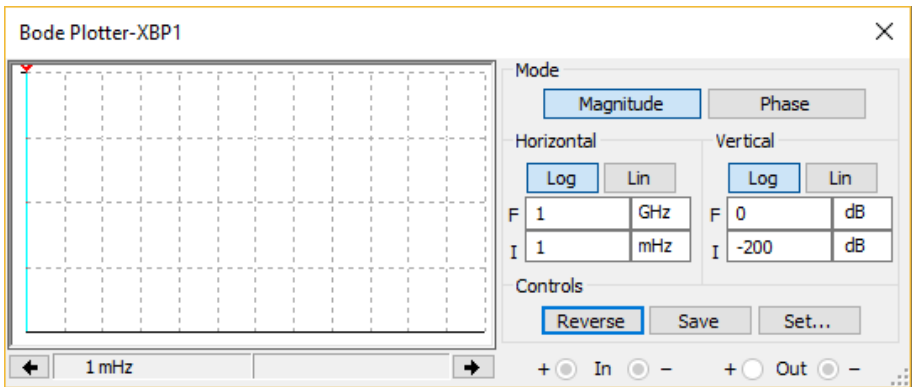 Bode Plotter-XBP1
Mode
Magnitude Phase
Horizontal Vertical
Log Lin Log Lin
F 1 GHz F 0 dB
I 1 mHz I -200 dB
Controls
Reverse Save Set...
1 mHz + In - + Out -